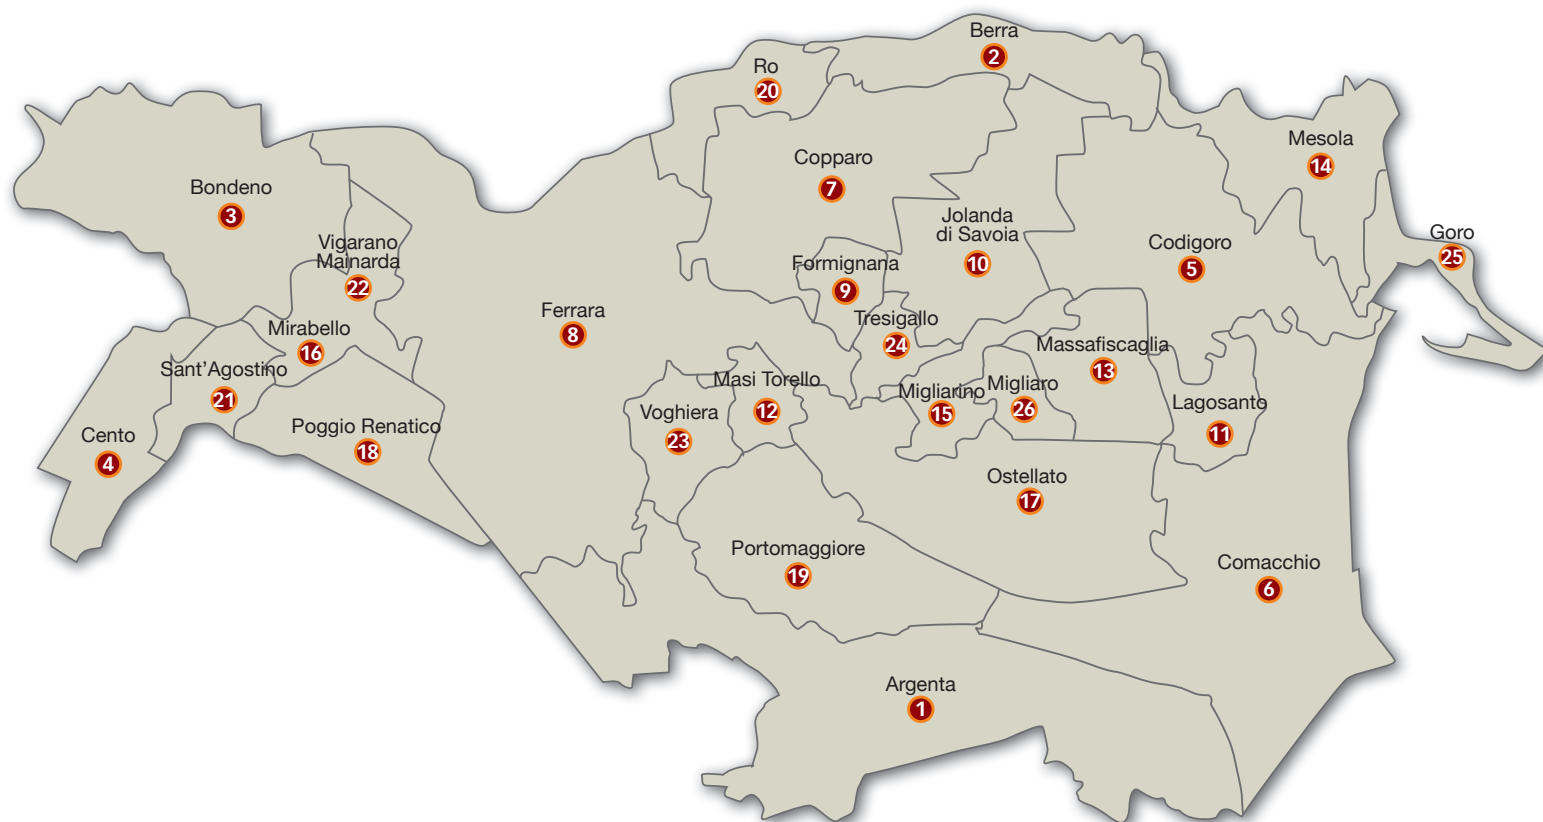 Berra
2
Ro
20
Mesola
14
Copparo
7
Bondeno
3
Jolanda
di Savoia
10
Goro
25
Vigarano
Mainarda
22
Codigoro
5
Formignana
9
Ferrara
8
Tresigallo
24
Mirabello
16
Massafiscaglia
13
Sant'Agostino
21
Masi Torello
12
Migliarino
15
Migliaro
26
Lagosanto
11
Voghiera
23
Poggio Renatico
18
Cento
4
Ostellato
17
Portomaggiore
19
Comacchio
6
Argenta
1